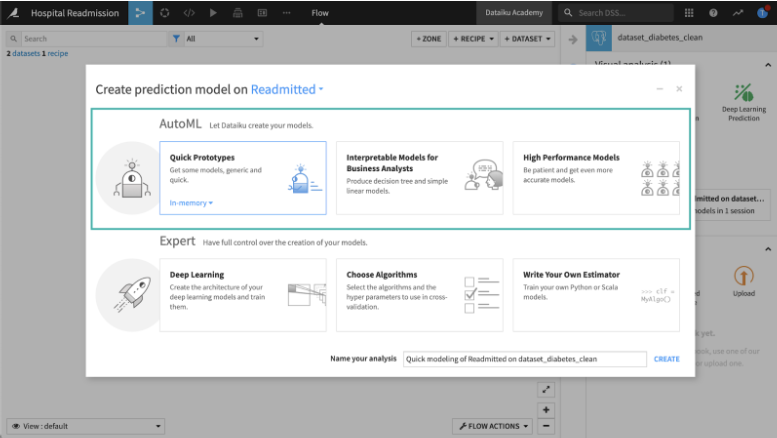 Hospital Readmission
Flow
Dataiku Academy
Search DSS...
Search
All
+ ZONE
+ RECIPE
+ DATASET
dataset_diabetes_clean
2 datasets 1 recipe
Visual analysis (1)
Create prediction model on Readmitted
Deep Learning
Prediction
AutoML Let Dataiku create your models.
Quick Prototypes
Get some models, generic and
quick.
In-memory
Interpretable Models for
Business Analysts
Produce decision tree and simple
linear models.
High Performance Models
Be patient and get even more
accurate models.
mitted on dataset...
models in 1 session
Expert Have full control over the creation of your models.
Deep Learning
Create the architecture of your
deep learning models and train
them.
Choose Algorithms
Select the algorithms and the
hyper parameters to use in cross-
validation.
Write Your Own Estimator
Train your own Python or Scala
models.
>>> clf =
MyAlgo()
Upload
k yet.
ook, use one of our
r upload one.
Name your analysis
Quick modeling of Readmitted on dataset_diabetes_clean
CREATE
View : default
FLOW ACTIONS